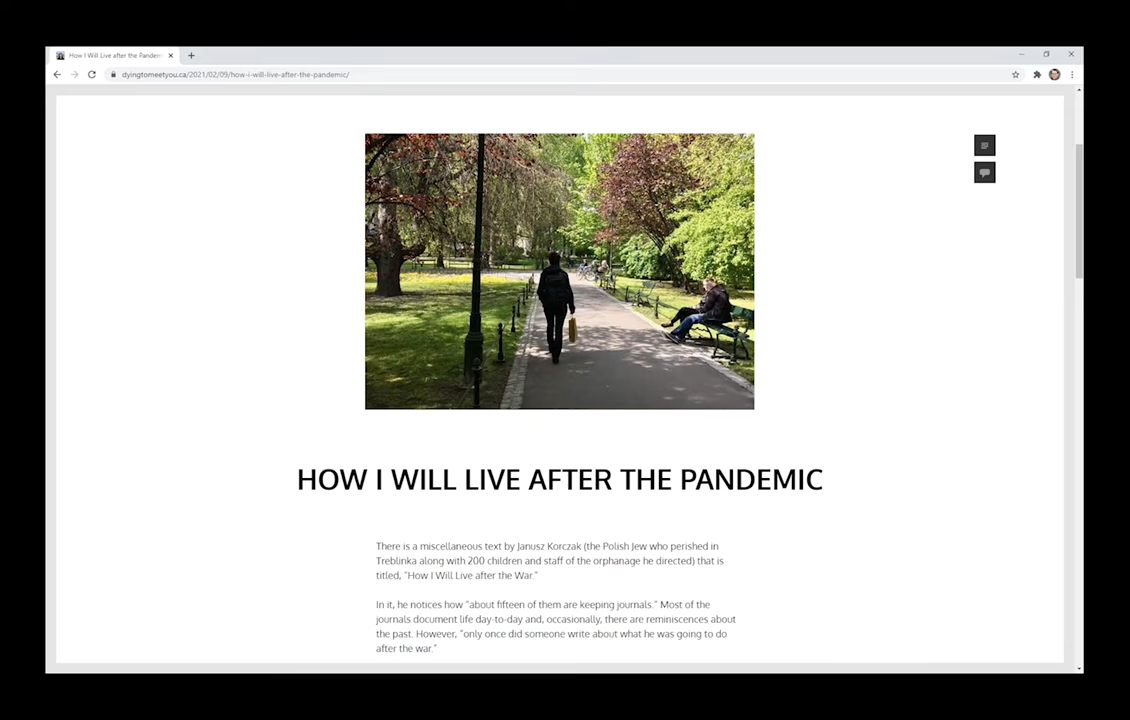 How I Will Live after the Pandem
dyingtomeetyou.ca/2021/02/09/how-i-will-live-after-the-pandemic/
HOW I WILL LIVE AFTER THE PANDEMIC
There is a miscellaneous text by Janusz Korczak (the Polish Jew who perished in
Treblinka along with 200 children and staff of the orphanage he directed) that is
titled, “How I Will Live after the War.”
In it, he notices how “about fifteen of them are keeping journals.” Most of the
journals document life day-to-day and, occasionally, there are reminiscences about
the past. However, “only once did someone write about what he was going to do
after the war.”